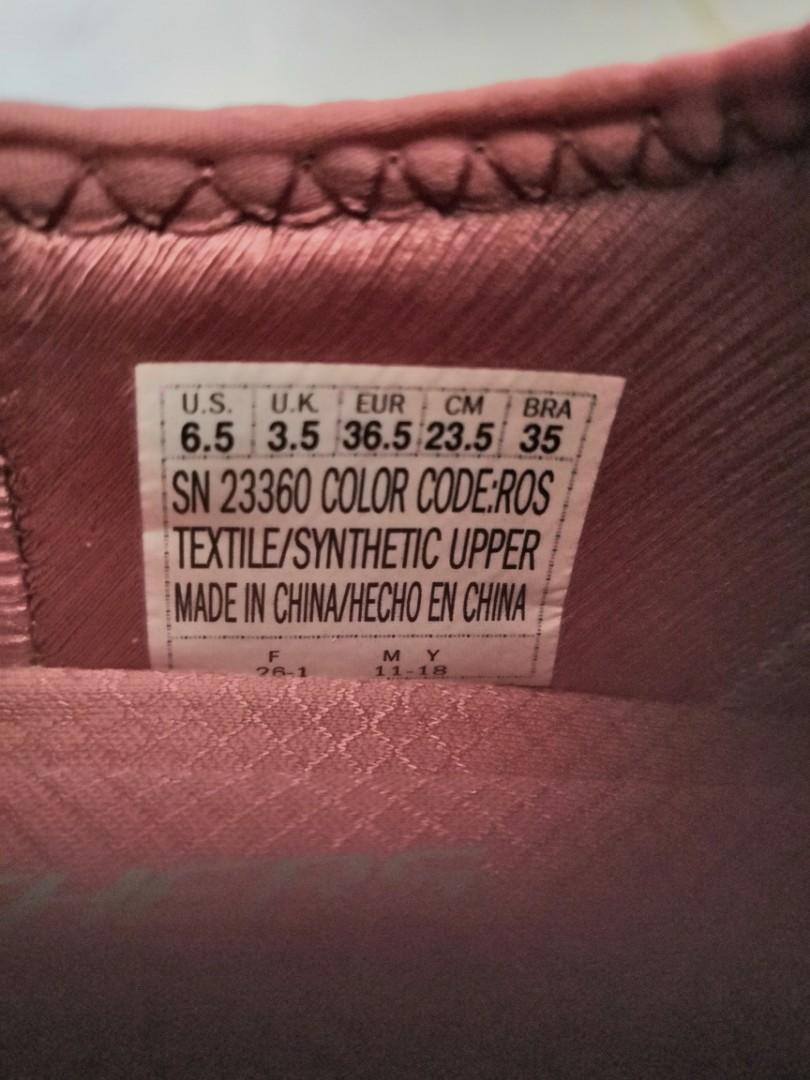 U.S. U.K. EUR CM BRA
6.5 3.5 36.5 23.5 35
SN 23360 COLOR CODE:ROS
TEXTILE/SYNTHETIC UPPER
MADE IN CHINA/HECHO EN CHINA
F M Y
26-1 11-18